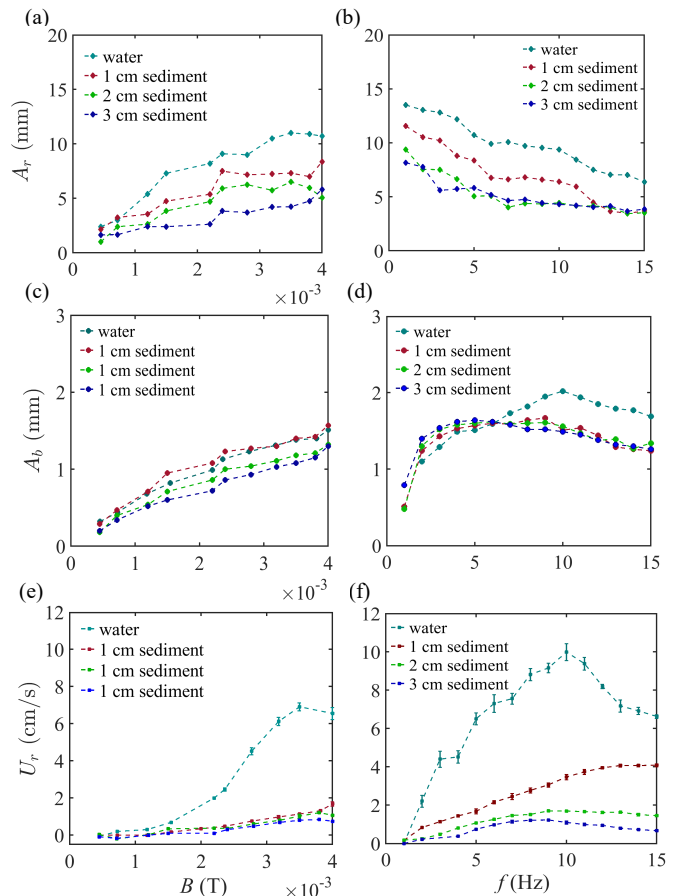 (a)
(b)
20
15
10
5
0
A_r (mm)
water
1 cm sediment
2 cm sediment
3 cm sediment
0 1 2 3 4
×10⁻³
20
15
10
5
0
water
1 cm sediment
2 cm sediment
3 cm sediment
0 5 10 15
(c)
(d)
3
2
1
0
A_b (mm)
water
1 cm sediment
1 cm sediment
1 cm sediment
0 1 2 3 4
×10⁻³
3
2
1
0
water
1 cm sediment
2 cm sediment
3 cm sediment
0 5 10 15
(e)
(f)
12
10
8
6
4
2
0
U_r (cm/s)
water
1 cm sediment
1 cm sediment
1 cm sediment
0 1 2 3 4
B (T)
×10⁻³
12
10
8
6
4
2
0
water
1 cm sediment
2 cm sediment
3 cm sediment
0 5 10 15
f (Hz)